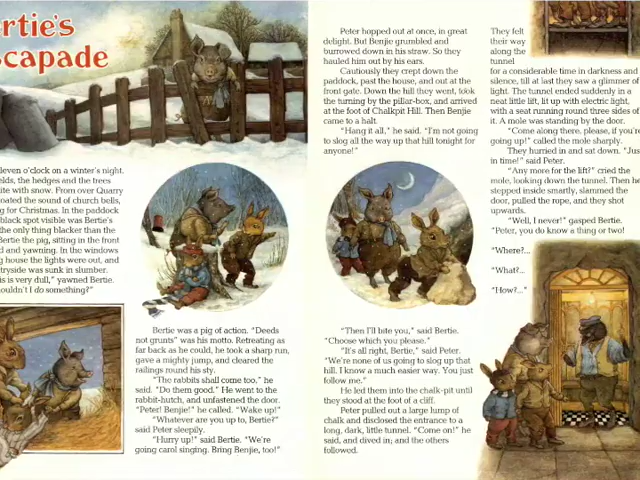 rtie's
capade
leven o'clock on a winter's night.
elds, the hedges and the trees
ite with snow. From over Quarry
oated the sound of church bells,
g for Christmas. In the paddock
black spot visible was Bertie's
the only thing blacker than the
Bertie the pig, sitting in the front
d and yawning. In the windows
g house the lights were out, and
tryside was sunk in slumber.
is is very dull," yawned Bertie.
ouldn't I do something?"
Bertie was a pig of action. "Deeds
not grunts" was his motto. Retreating as
far back as he could, he took a sharp run,
gave a mighty jump, and cleared the
railings round his sty.
"The rabbits shall come too," he
said. "Do them good." He went to the
rabbit-hutch, and unfastened the door.
"Peter! Benjie!" he called. "Wake up!"
"Whatever are you up to, Bertie?"
said Peter sleepily.
"Hurry up!" said Bertie. "We're
going carol singing. Bring Benjie, too!"
Peter hopped out at once, in great
delight. But Benjie grumbled and
burrowed down in his straw. So they
hauled him out by his ears.
Cautiously they crept down the
paddock, past the house, and out at the
front gate. Down the hill they went, took
the turning by the pillar-box, and arrived
at the foot of Chalkpit Hill. Then Benjie
came to a halt.
"Hang it all," he said. "I'm not going
to slog all the way up that hill tonight for
anyone!"
"Then I'll bite you," said Bertie.
"Choose which you please."
"It's all right, Bertie," said Peter.
"We're none of us going to slog up that
hill. I know a much easier way. You just
follow me."
He led them into the chalk-pit until
they stood at the foot of a cliff.
Peter pulled out a large lump of
chalk and disclosed the entrance to a
long, dark, little tunnel. "Come on!" he
said, and dived in; and the others
followed.
They felt
their way
along the
tunnel
for a considerable time in darkness and
silence, till at last they saw a glimmer of
light. The tunnel ended suddenly in a
neat little lift, lit up with electric light,
with a seat running round three sides of
it. A mole was standing by the door.
"Come along there, please, if you're
going up!" called the mole sharply.
They hurried in and sat down. "Just
in time!" said Peter.
"Any more for the lift?" cried the
mole, looking down the tunnel. Then he
stepped inside smartly, slammed the
door, pulled the rope, and they shot
upwards.
"Well, I never!" gasped Bertie.
"Peter, you do know a thing or two!
"Where?...
"What?...
"How?..."